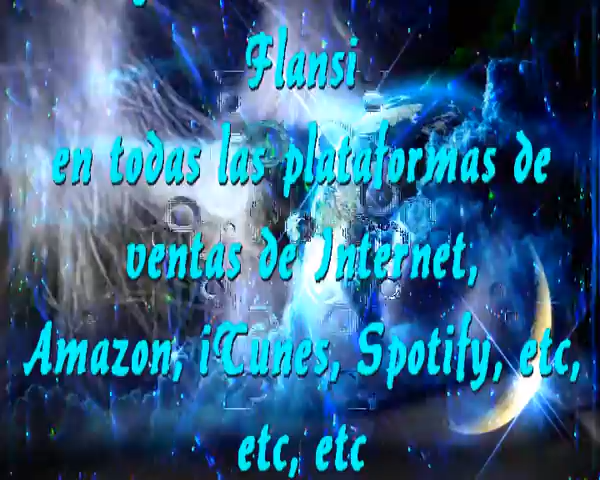 Flansi
en todas las plataformas de
ventas de Internet,
Amazon, iTunes, Spotify, etc,
etc, etc